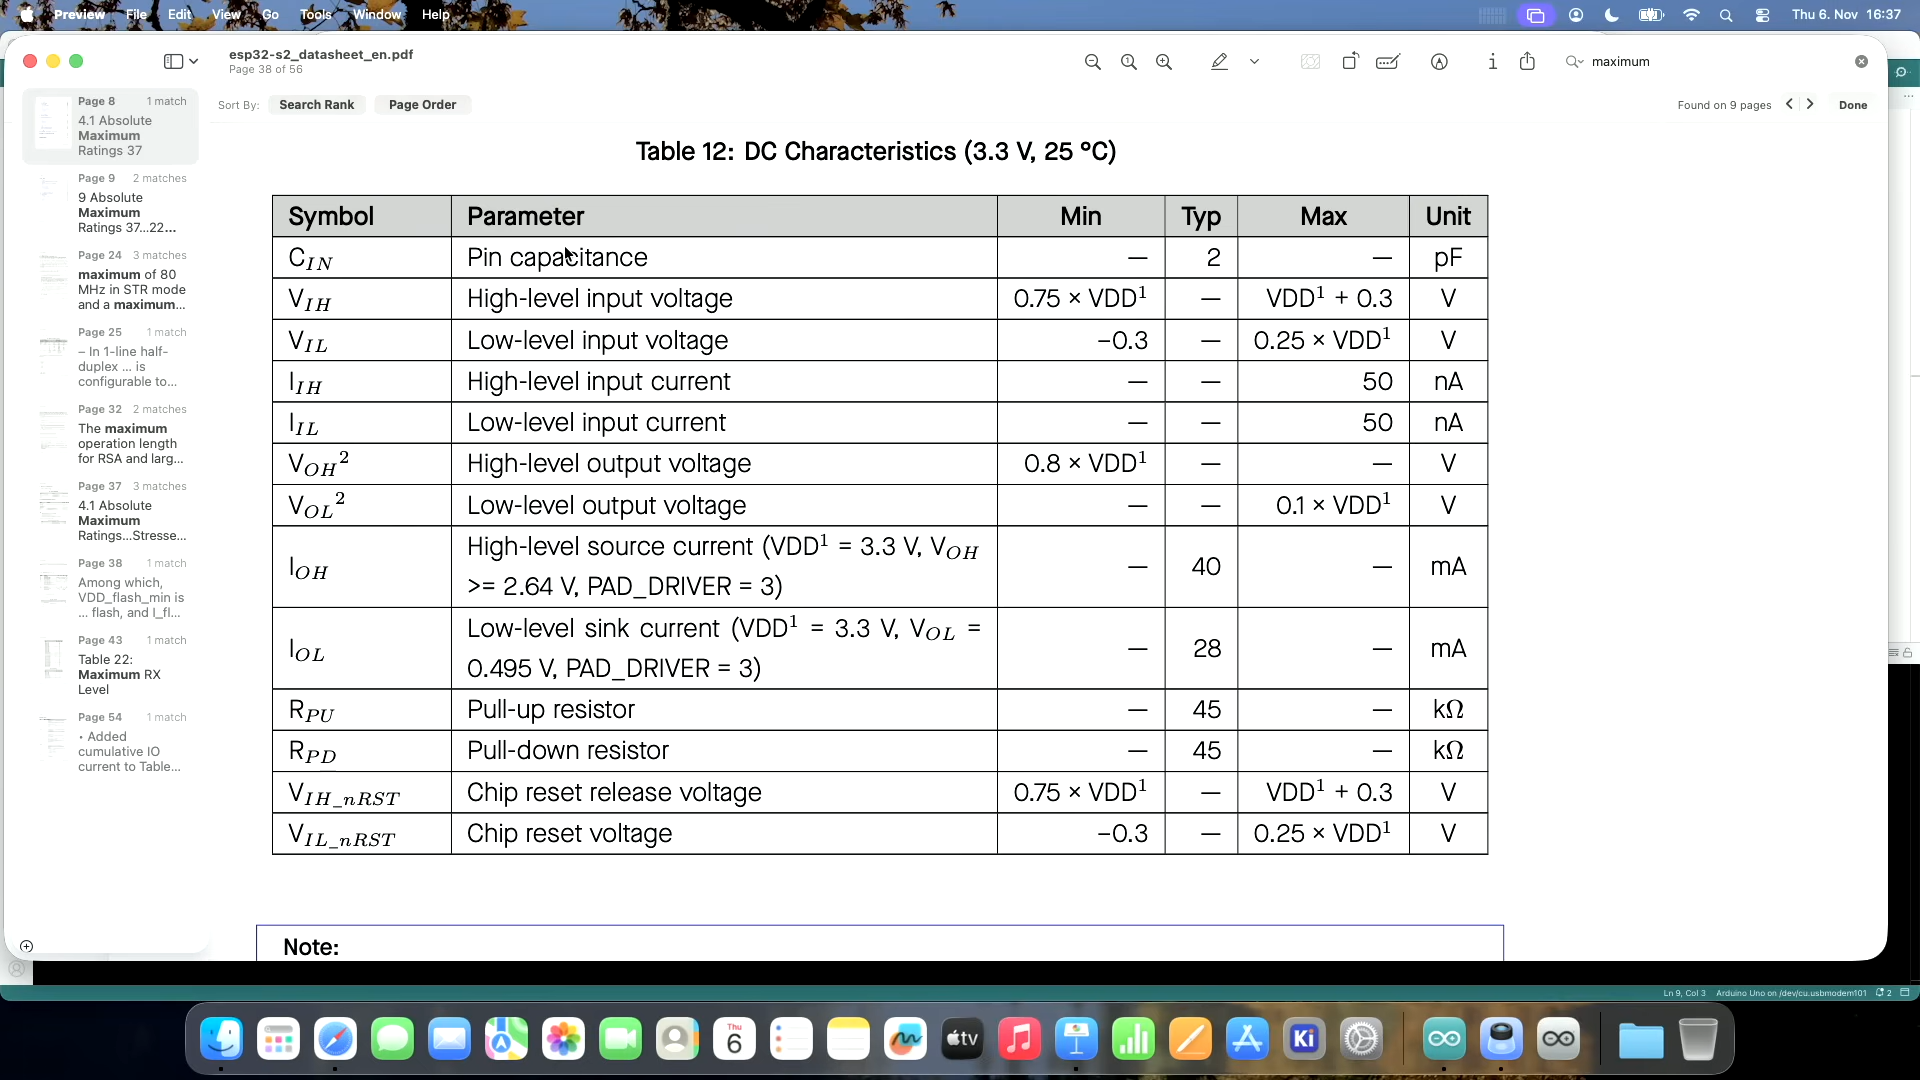 Preview File Edit View Go Tools Window Help
Thu 6. Nov 16:37
esp32-s2_datasheet_en.pdf
Page 38 of 56
maximum
Sort By: Search Rank Page Order
Found on 9 pages
Done
Page 8 1 match
4.1 Absolute
Maximum
Ratings 37
Page 9 2 matches
9 Absolute
Maximum
Ratings 37...22...
Page 24 3 matches
maximum of 80
MHz in STR mode
and a maximum...
Page 25 1 match
– In 1-line half-
duplex ... is
configurable to...
Page 32 2 matches
The maximum
operation length
for RSA and larg...
Page 37 3 matches
4.1 Absolute
Maximum
Ratings...Stresse...
Page 38 1 match
Among which,
VDD_flash_min is
... flash, and I_fl...
Page 43 1 match
Table 22:
Maximum RX
Level
Page 54 1 match
• Added
cumulative IO
current to Table...
Table 12: DC Characteristics (3.3 V, 25 °C)
Symbol Parameter Min Typ Max Unit
C_IN Pin capacitance — 2 — pF
V_IH High-level input voltage 0.75 × VDD¹ — VDD¹ + 0.3 V
V_IL Low-level input voltage −0.3 — 0.25 × VDD¹ V
I_IH High-level input current — — 50 nA
I_IL Low-level input current — — 50 nA
V_OH² High-level output voltage 0.8 × VDD¹ — — V
V_OL² Low-level output voltage — — 0.1 × VDD¹ V
I_OH High-level source current (VDD¹ = 3.3 V, V_OH
>= 2.64 V, PAD_DRIVER = 3) — 40 — mA
I_OL Low-level sink current (VDD¹ = 3.3 V, V_OL =
0.495 V, PAD_DRIVER = 3) — 28 — mA
R_PU Pull-up resistor — 45 — kΩ
R_PD Pull-down resistor — 45 — kΩ
V_IH_nRST Chip reset release voltage 0.75 × VDD¹ — VDD¹ + 0.3 V
V_IL_nRST Chip reset voltage −0.3 — 0.25 × VDD¹ V
Note:
Ln 9, Col 3 Arduino Uno on /dev/cu.usbmodem101 2
Thu
6
tv
Ki